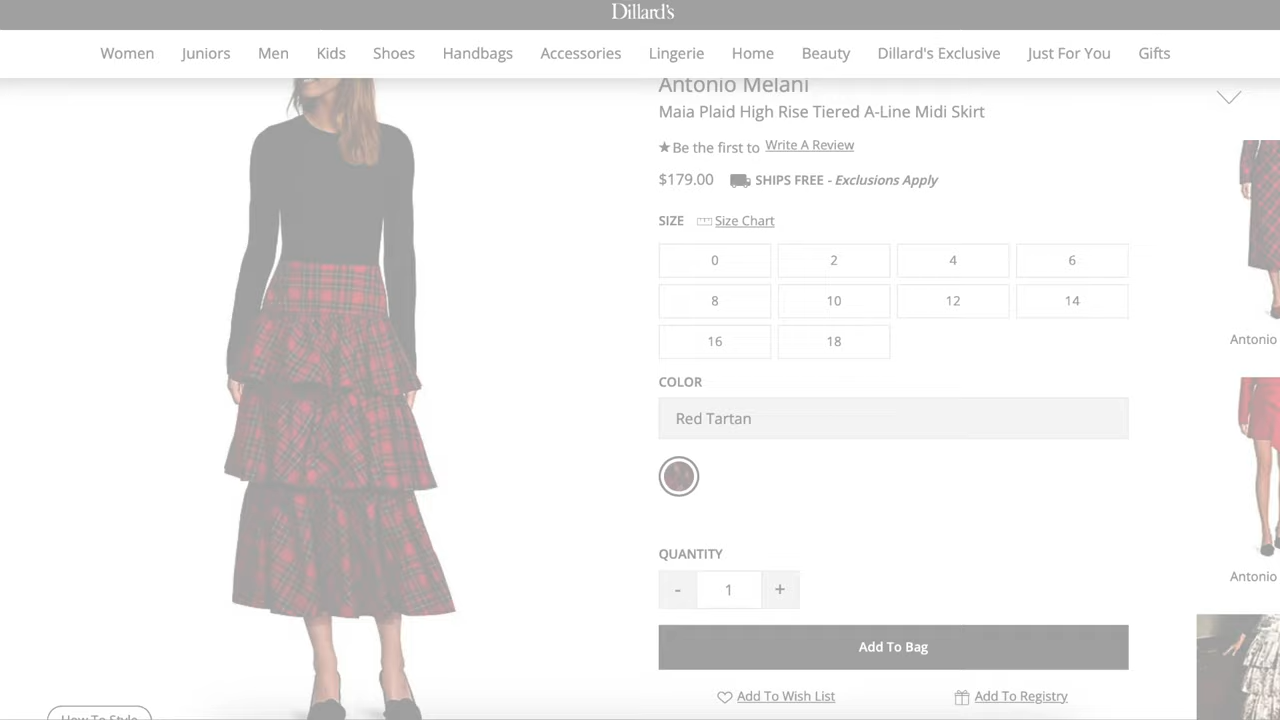 Dillard's
Women Juniors Men Kids Shoes Handbags Accessories Lingerie Home Beauty Dillard's Exclusive Just For You Gifts
Antonio Melani
Maia Plaid High Rise Tiered A-Line Midi Skirt
★Be the first to Write A Review
$179.00 SHIPS FREE - Exclusions Apply
SIZE Size Chart
0 2 4 6
8 10 12 14
16 18
Antonio
COLOR
Red Tartan
QUANTITY
- 1 +
Antonio
Add To Bag
Add To Wish List Add To Registry
How To Style